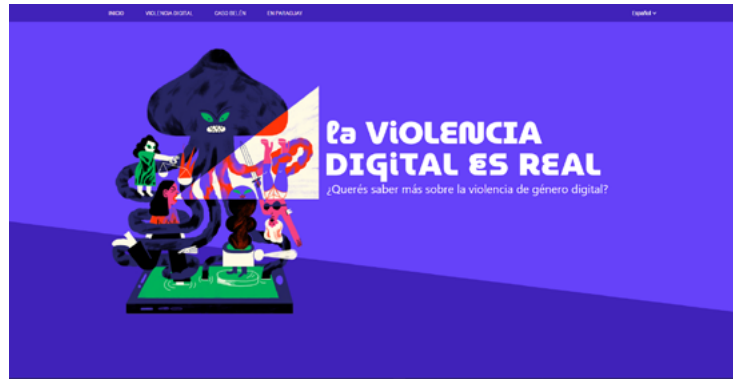 INICIO
VIOLENCIA DIGITAL
CASO BELÉN
EN PARAGUAY
Español
la ViOLENCIA
DIGiTAL ES REAL
¿Querés saber más sobre la violencia de género digital?